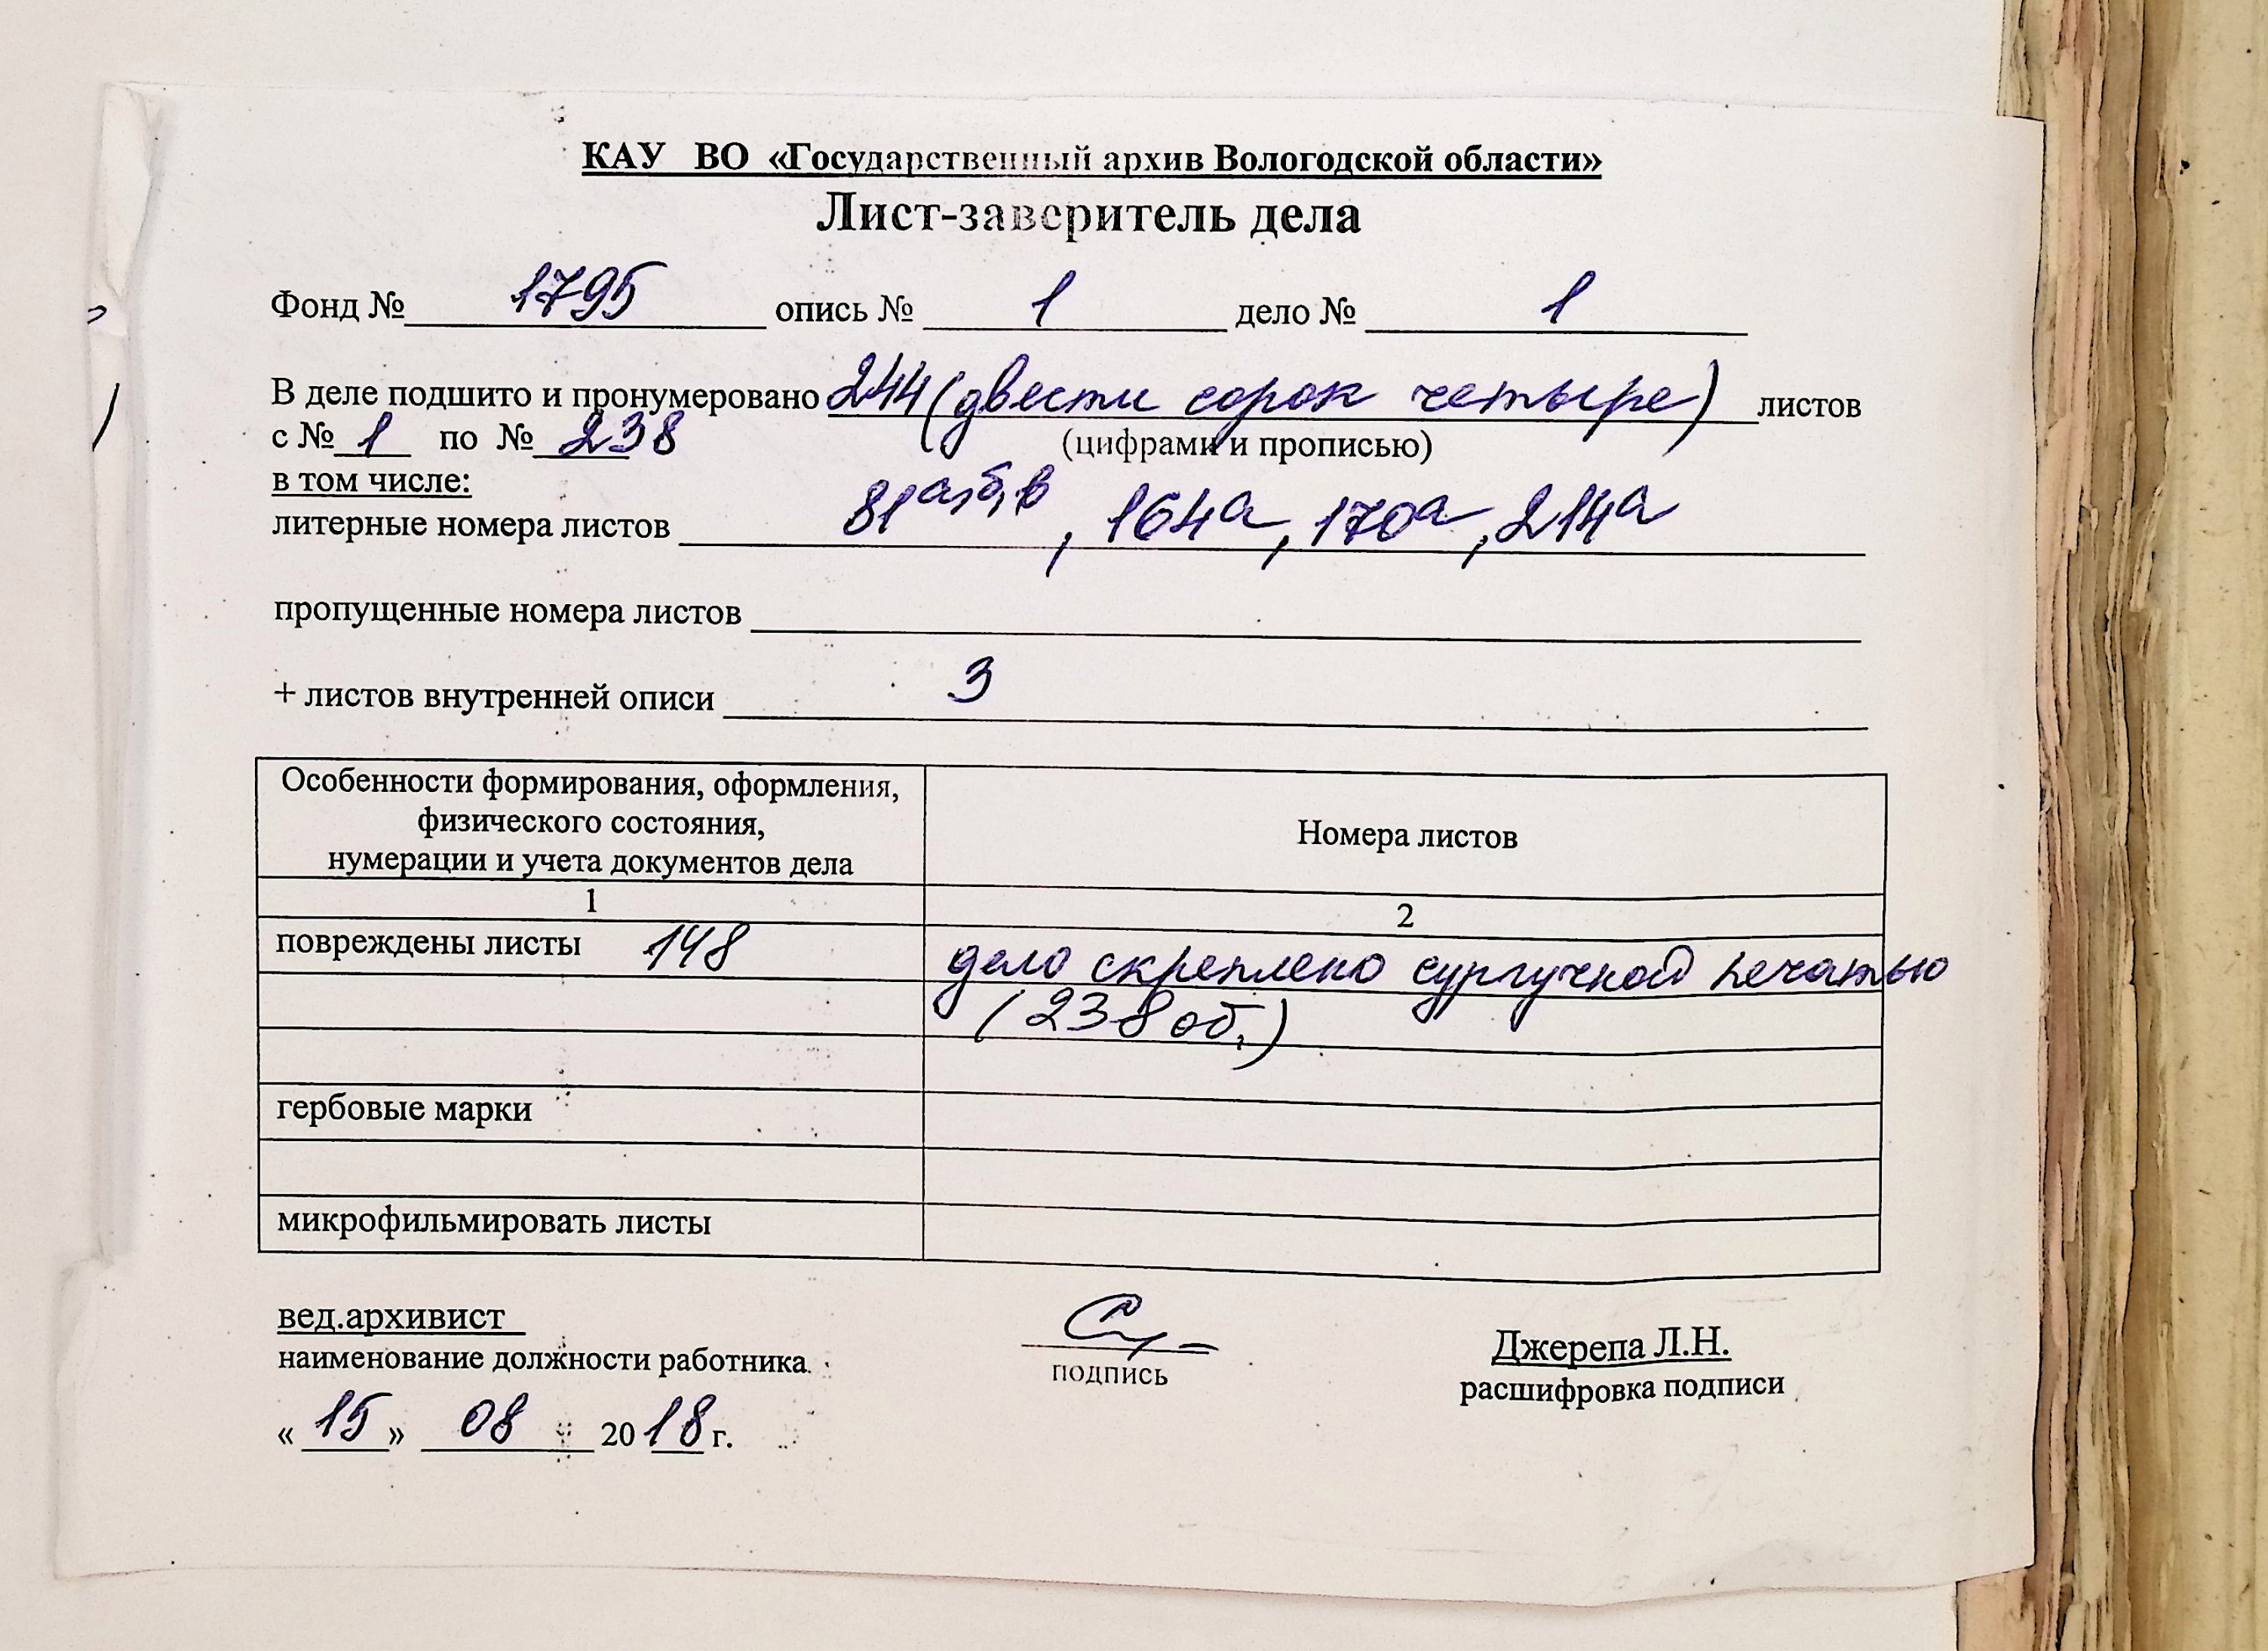 КАУ ВО «Государственный архив Вологодской области»
Лист-заверитель дела
Фонд № 1795 опись № 1 дело № 1
В деле подшито и пронумеровано 244 (двести сорок четыре) листов
с № 1 по № 238 (цифрами и прописью)
в том числе:
литерные номера листов 81а,б,в, 164а, 170а, 214а
пропущенные номера листов
+ листов внутренней описи 3
Особенности формирования, оформления,
физического состояния,
нумерации и учета документов дела
Номера листов
1 2
повреждены листы 148 дело скреплено сургучной печатью
(238 об.)
гербовые марки
микрофильмировать листы
вед.архивист
наименование должности работника
подпись
Джерепа Л.Н.
расшифровка подписи
« 15 » 08 2018 г.